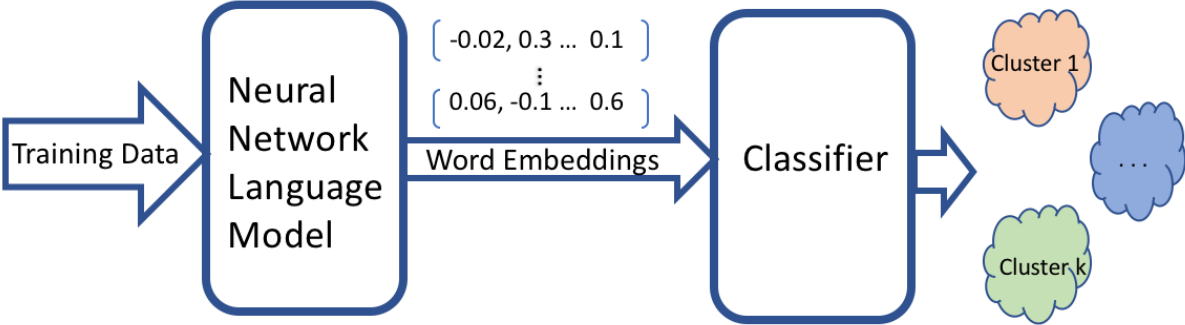 Training Data
Neural
Network
Language
Model
-0.02, 0.3 ... 0.1
⋮
0.06, -0.1 ... 0.6
Word Embeddings
Classifier
Cluster 1
...
Cluster k